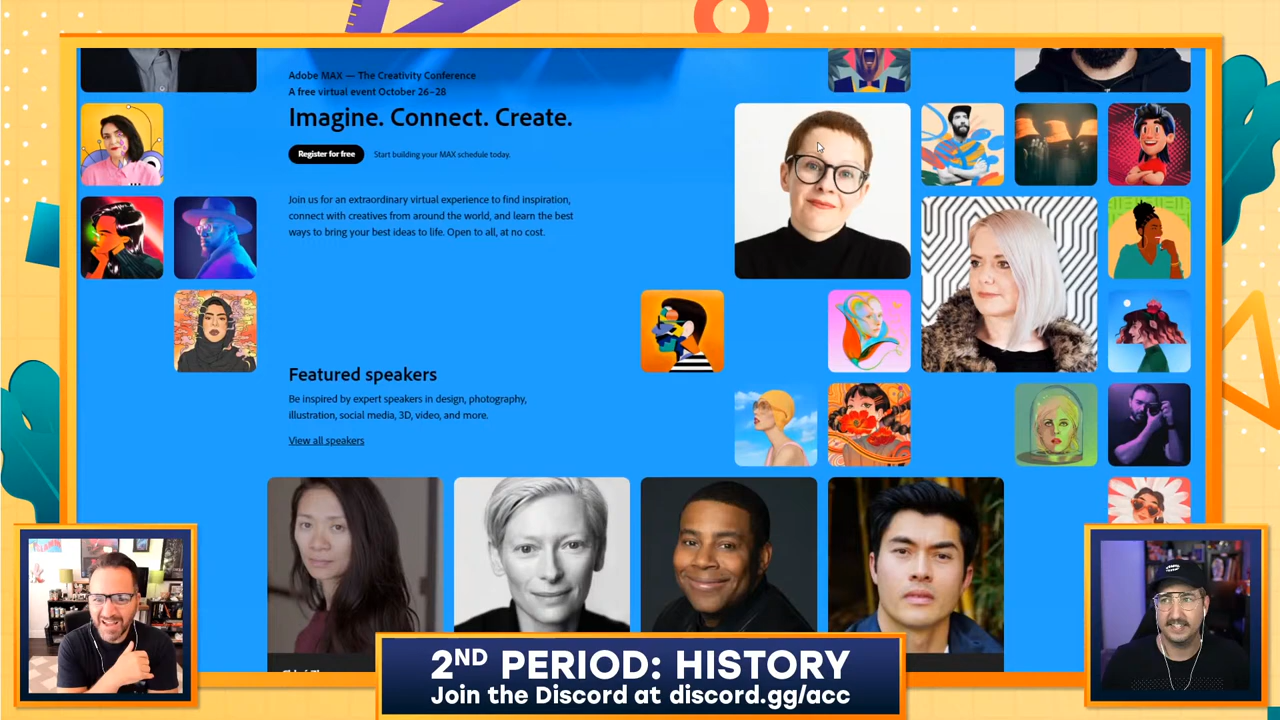 Adobe MAX — The Creativity Conference
A free virtual event October 26–28
Imagine. Connect. Create.
Register for free
Start building your MAX schedule today.
Join us for an extraordinary virtual experience to find inspiration,
connect with creatives from around the world, and learn the best
ways to bring your best ideas to life. Open to all, at no cost.
Featured speakers
Be inspired by expert speakers in design, photography,
illustration, social media, 3D, video, and more.
View all speakers
2ND PERIOD: HISTORY
Join the Discord at discord.gg/acc